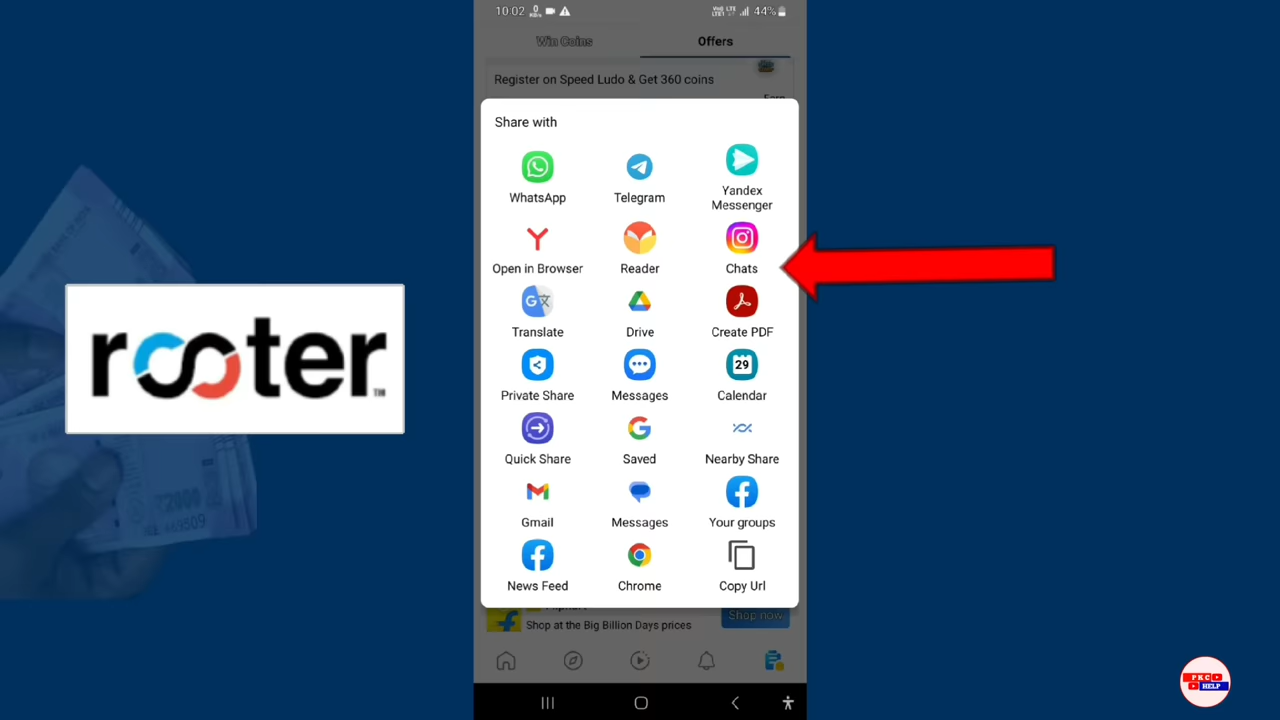 10:02
44%
Win Coins
Offers
Register on Speed Ludo & Get 360 coins
Earn
Share with
WhatsApp
Telegram
Yandex
Messenger
Open in Browser
Reader
Chats
Translate
Drive
Create PDF
29
Private Share
Messages
Calendar
Quick Share
Saved
Nearby Share
Gmail
Messages
Your groups
News Feed
Chrome
Copy Url
Shop at the Big Billion Days prices
Shop now
rooter
TM
PKC
HELP